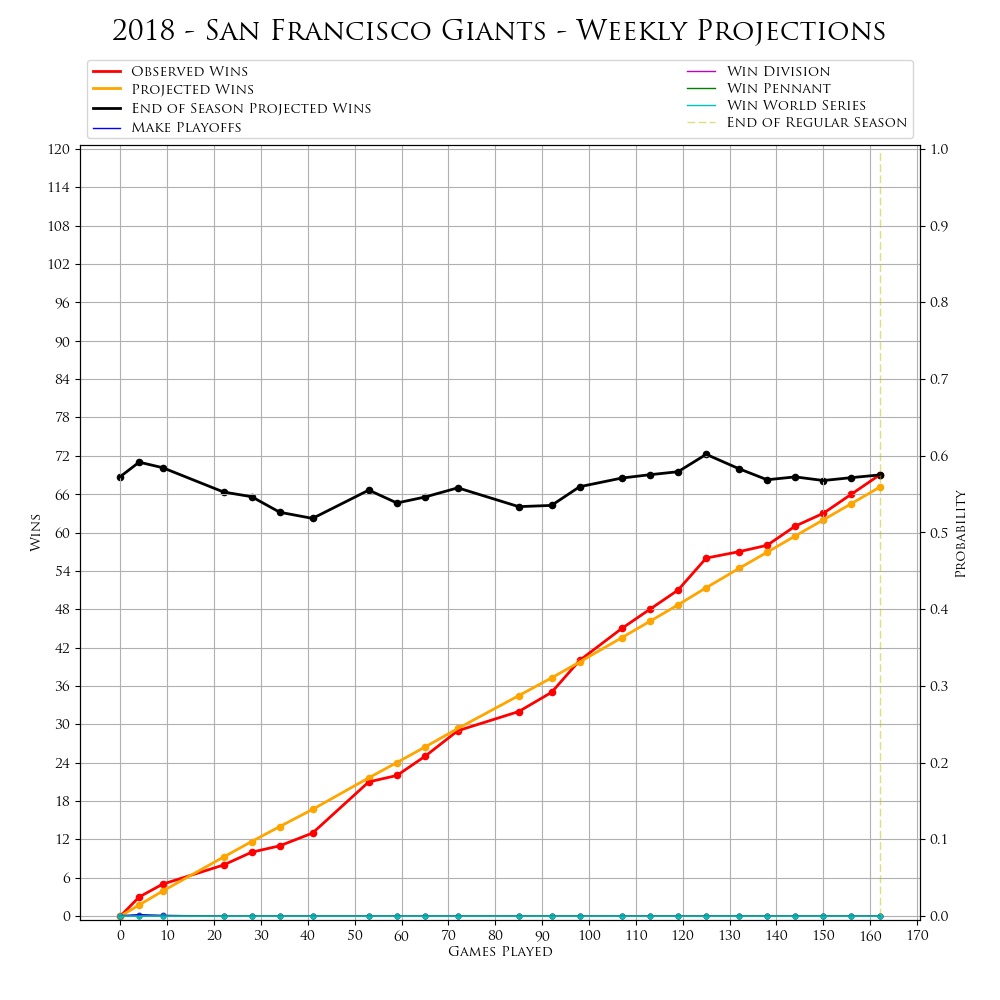 2018 - San Francisco Giants - Weekly Projections
Observed Wins
Projected Wins
End of Season Projected Wins
Make Playoffs
Win Division
Win Pennant
Win World Series
End of Regular Season
120
114
108
102
96
90
84
78
72
66
60
54
48
42
36
30
24
18
12
6
0
Wins
1.0
0.9
0.8
0.7
0.6
0.5
0.4
0.3
0.2
0.1
0.0
Probability
0 10 20 30 40 50 60 70 80 90 100 110 120 130 140 150 160 170
Games Played